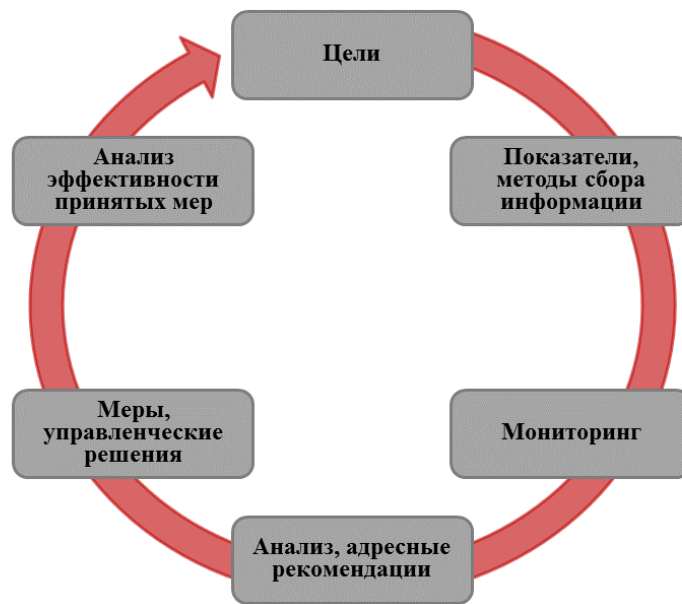 Цели
Показатели,
методы сбора
информации
Мониторинг
Анализ, адресные
рекомендации
Меры,
управленческие
решения
Анализ
эффективности
принятых мер